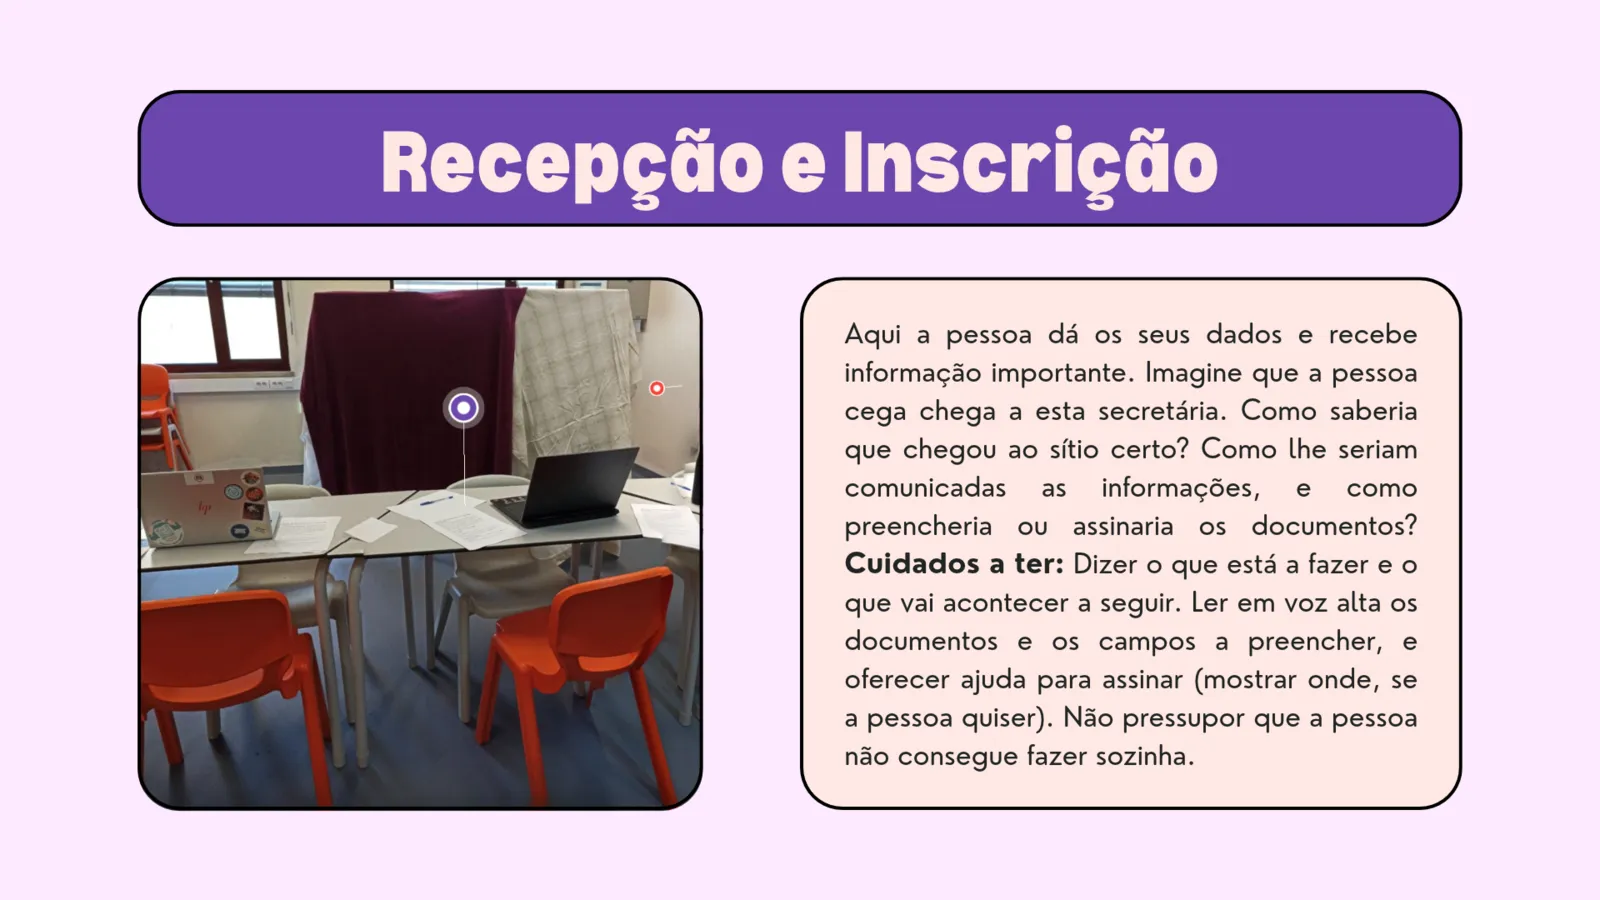 Recepção e Inscrição
Aqui a pessoa dá os seus dados e recebe
informação importante. Imagine que a pessoa
cega chega a esta secretária. Como saberia
que chegou ao sítio certo? Como lhe seriam
comunicadas as informações, e como
preencheria ou assinaria os documentos?
Cuidados a ter: Dizer o que está a fazer e o
que vai acontecer a seguir. Ler em voz alta os
documentos e os campos a preencher, e
oferecer ajuda para assinar (mostrar onde, se
a pessoa quiser). Não pressupor que a pessoa
não consegue fazer sozinha.